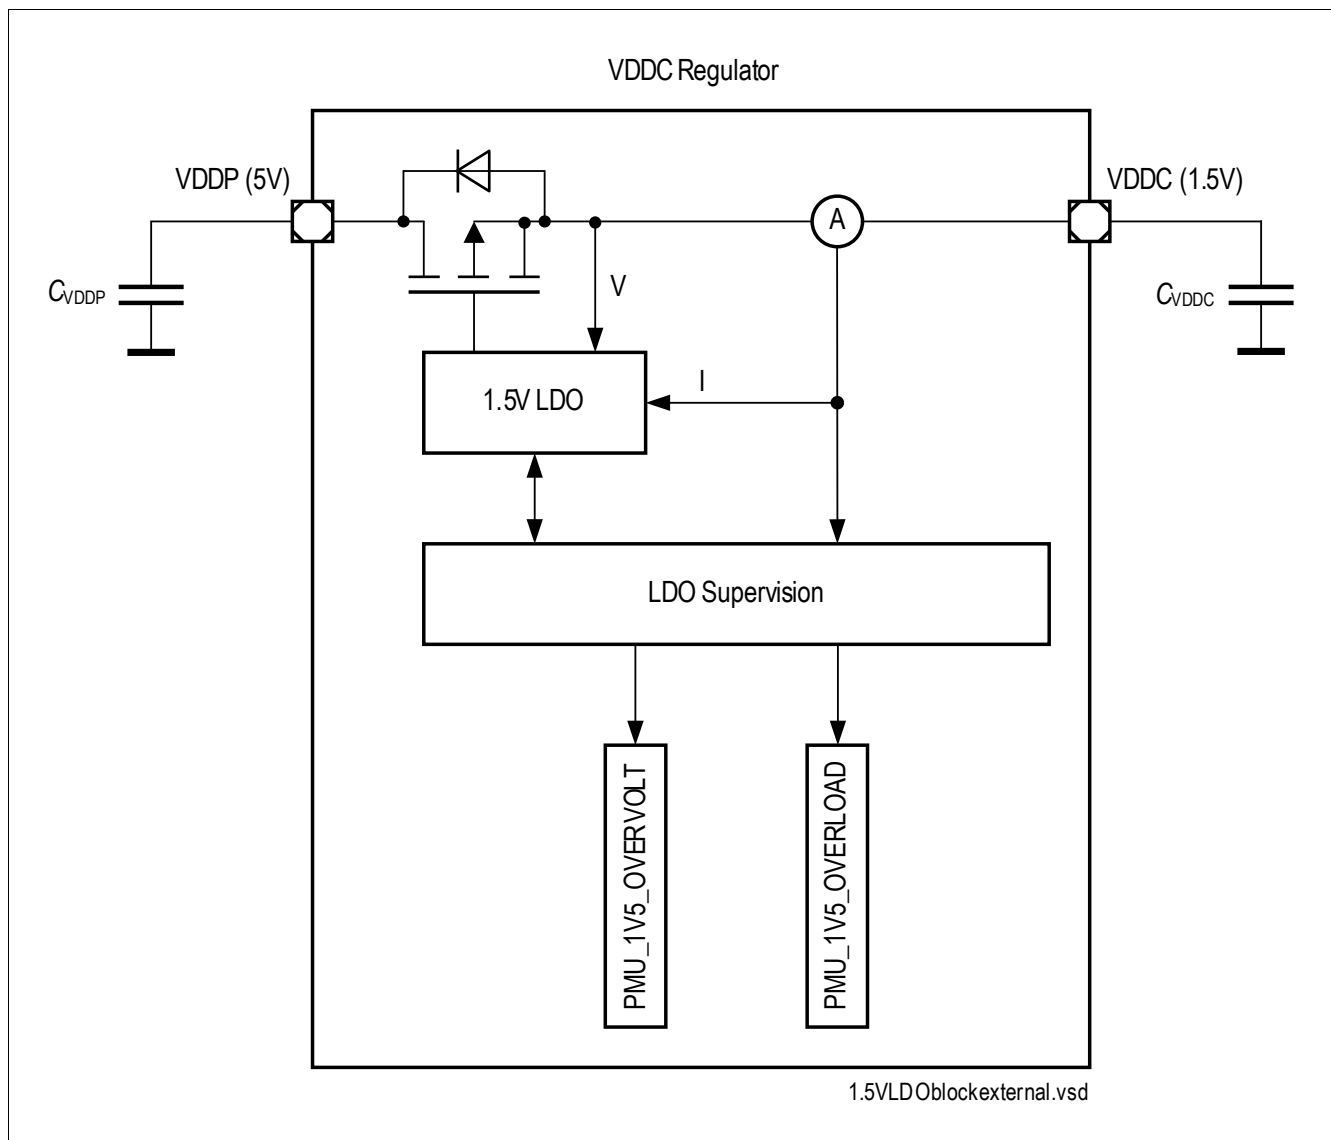 VDDC Regulator
VDDP (5V)
VDDC (1.5V)
A
CVDDP
V
CVDDC
I
1.5V LDO
LDO Supervision
PMU_1V5_OVERVOLT
PMU_1V5_OVERLOAD
1.5VLDOblockexternal.vsd